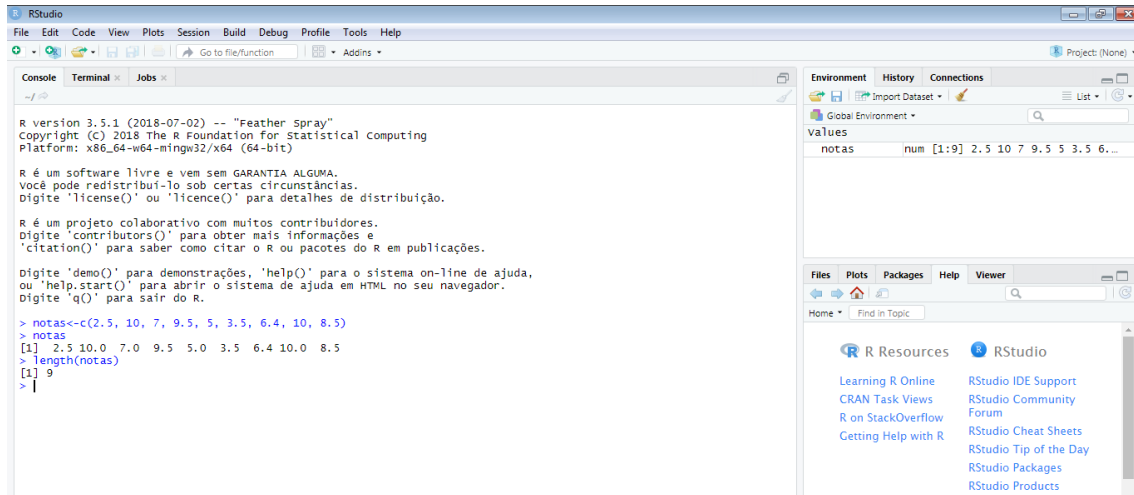 RStudio
File Edit Code View Plots Session Build Debug Profile Tools Help
Go to file/function Addins Project: (None)
Console Terminal Jobs
~/
R version 3.5.1 (2018-07-02) -- "Feather Spray"
Copyright (C) 2018 The R Foundation for Statistical Computing
Platform: x86_64-w64-mingw32/x64 (64-bit)
R é um software livre e vem sem GARANTIA ALGUMA.
Você pode redistribuí-lo sob certas circunstâncias.
Digite 'license()' ou 'licence()' para detalhes de distribuição.
R é um projeto colaborativo com muitos contribuidores.
Digite 'contributors()' para obter mais informações e
'citation()' para saber como citar o R ou pacotes do R em publicações.
Digite 'demo()' para demonstrações, 'help()' para o sistema on-line de ajuda,
ou 'help.start()' para abrir o sistema de ajuda em HTML no seu navegador.
Digite 'q()' para sair do R.
> notas<-c(2.5, 10, 7, 9.5, 5, 3.5, 6.4, 10, 8.5)
> notas
[1] 2.5 10.0 7.0 9.5 5.0 3.5 6.4 10.0 8.5
> length(notas)
[1] 9
>
Environment History Connections
Import Dataset List
Global Environment
Values
notas num [1:9] 2.5 10 7 9.5 5 3.5 6...
Files Plots Packages Help Viewer
Home Find in Topic
R Resources
Learning R Online
CRAN Task Views
R on StackOverflow
Getting Help with R
RStudio
RStudio IDE Support
RStudio Community
Forum
RStudio Cheat Sheets
RStudio Tip of the Day
RStudio Packages
RStudio Products